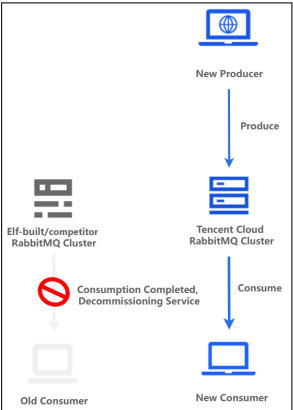 New Producer
Produce
Elf-built/competitor
RabbitMQ Cluster
Tencent Cloud
RabbitMQ Cluster
Consumption Completed,
Decommissioning Service
Consume
Old Consumer
New Consumer